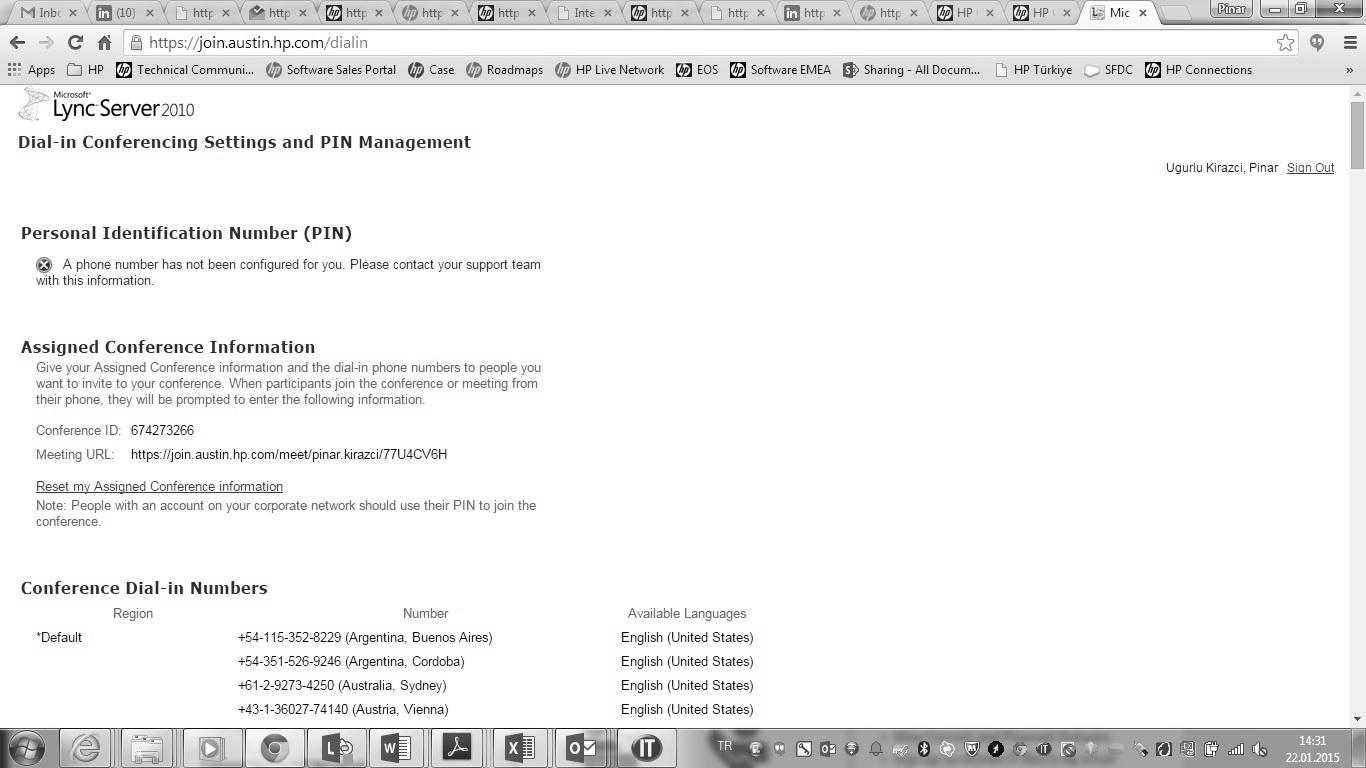 Inbo
(10)
http
http
http
http
http
Inte
http
http
http
http
HP C
HP C
Mic
Pinar
https://join.austin.hp.com/dialin
Apps HP Technical Communi... Software Sales Portal Case Roadmaps HP Live Network EOS Software EMEA Sharing - All Docum... HP Türkiye SFDC HP Connections »
Microsoft®
Lync Server 2010
Dial-in Conferencing Settings and PIN Management
Ugurlu Kirazci, Pinar Sign Out
Personal Identification Number (PIN)
A phone number has not been configured for you. Please contact your support team
with this information.
Assigned Conference Information
Give your Assigned Conference information and the dial-in phone numbers to people you
want to invite to your conference. When participants join the conference or meeting from
their phone, they will be prompted to enter the following information.
Conference ID: 674273266
Meeting URL: https://join.austin.hp.com/meet/pinar.kirazci/77U4CV6H
Reset my Assigned Conference information
Note: People with an account on your corporate network should use their PIN to join the
conference.
Conference Dial-in Numbers
Region Number Available Languages
*Default +54-115-352-8229 (Argentina, Buenos Aires) English (United States)
+54-351-526-9246 (Argentina, Cordoba) English (United States)
+61-2-9273-4250 (Australia, Sydney) English (United States)
+43-1-36027-74140 (Austria, Vienna) English (United States)
TR
14:31
22.01.2015